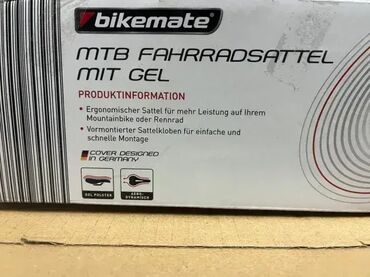 bikemate®
MTB FAHRRADSATTEL
MIT GEL
PRODUKTINFORMATION
• Ergonomischer Sattel für mehr Leistung auf Ihrem
Mountainbike oder Rennrad
• Vormontierter Sattelkloben für einfache und
schnelle Montage
COVER DESIGNED
IN GERMANY
GEL POLSTER
AERO-
DYNAMISCH